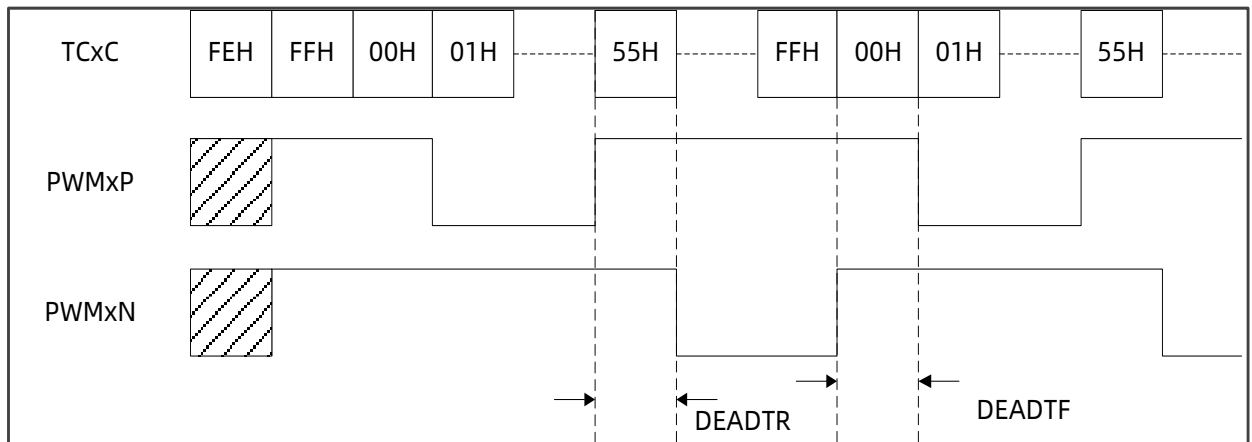 TCxC FEH FFH 00H 01H 55H FFH 00H 01H 55H
PWMxP
PWMxN
DEADTR DEADTF